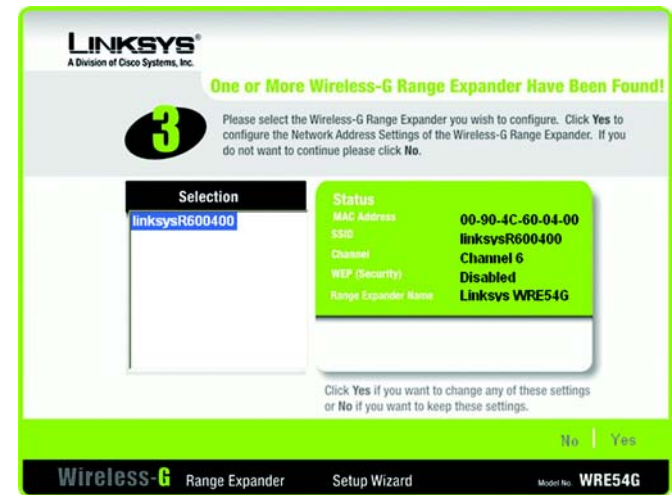 LINKSYS®
A Division of Cisco Systems, Inc.
One or More Wireless-G Range Expander Have Been Found!
3
Please select the Wireless-G Range Expander you wish to configure. Click Yes to
configure the Network Address Settings of the Wireless-G Range Expander. If you
do not want to continue please click No.
Selection
linksysR600400
Status
MAC Address 00-90-4C-60-04-00
SSID linksysR600400
Channel Channel 6
WEP (Security) Disabled
Range Expander Name Linksys WRE54G
Click Yes if you want to change any of these settings
or No if you want to keep these settings.
No Yes
Wireless-G Range Expander Setup Wizard Model No. WRE54G